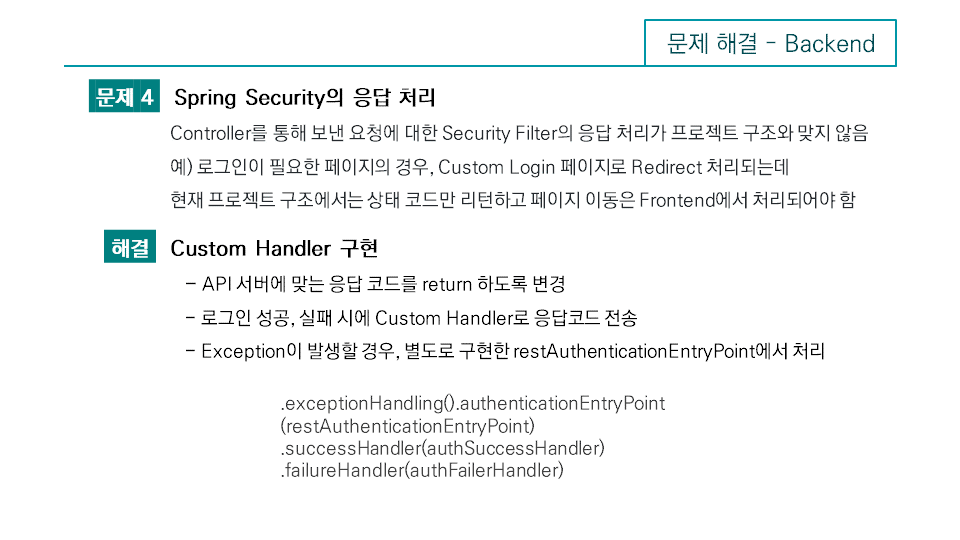 문제 해결 - Backend
문제 4 Spring Security의 응답 처리
Controller를 통해 보낸 요청에 대한 Security Filter의 응답 처리가 프로젝트 구조와 맞지 않음
예) 로그인이 필요한 페이지의 경우, Custom Login 페이지로 Redirect 처리되는데
현재 프로젝트 구조에서는 상태 코드만 리턴하고 페이지 이동은 Frontend에서 처리되어야 함
해결 Custom Handler 구현
- API 서버에 맞는 응답 코드를 return 하도록 변경
- 로그인 성공, 실패 시에 Custom Handler로 응답코드 전송
- Exception이 발생할 경우, 별도로 구현한 restAuthenticationEntryPoint에서 처리
.exceptionHandling().authenticationEntryPoint
(restAuthenticationEntryPoint)
.successHandler(authSuccessHandler)
.failureHandler(authFailerHandler)